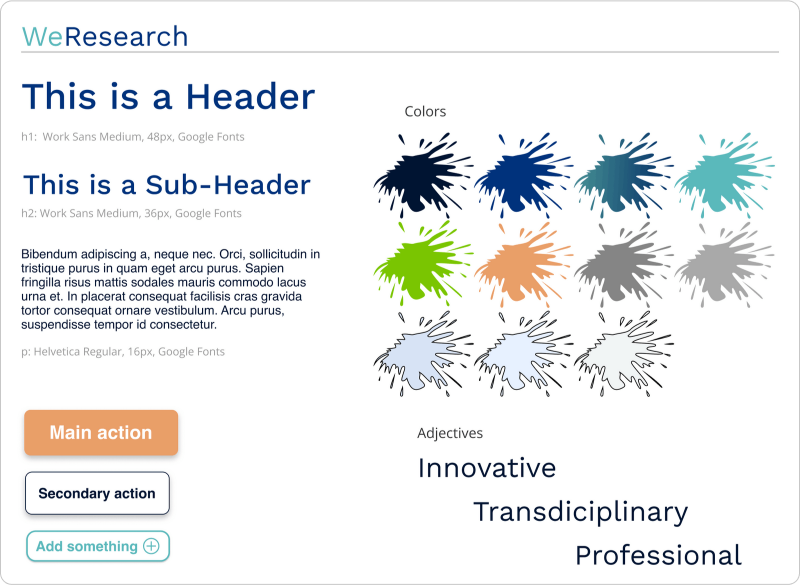 WeResearch
This is a Header
h1:  Work Sans Medium, 48px, Google Fonts
This is a Sub-Header
h2: Work Sans Medium, 36px, Google Fonts
Bibendum adipiscing a, neque nec. Orci, sollicitudin in
tristique purus in quam eget arcu purus. Sapien
fringilla risus mattis sodales mauris commodo lacus
urna et. In placerat consequat facilisis cras gravida
tortor consequat ornare vestibulum. Arcu purus,
suspendisse tempor id consectetur.
p: Helvetica Regular, 16px, Google Fonts
Main action
Secondary action
Add something
Colors
Adjectives
Innovative
Transdiciplinary
Professional